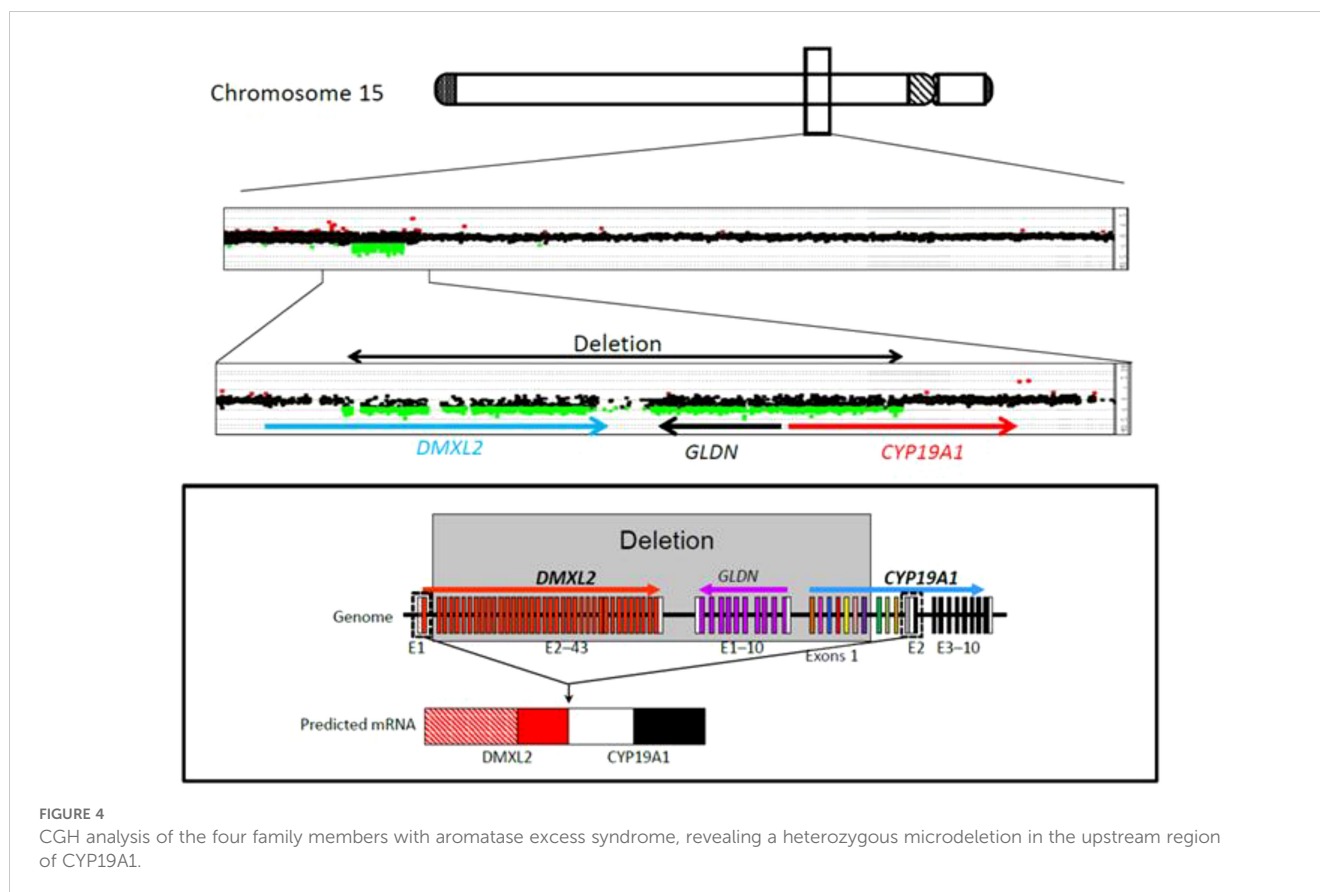 Chromosome 15
Deletion
DMXL2
GLDN
CYP19A1
Deletion
DMXL2
GLDN
CYP19A1
Genome
E1
E2–43
E1–10
Exons 1
E2
E3–10
Predicted mRNA
DMXL2
CYP19A1
FIGURE 4
CGH analysis of the four family members with aromatase excess syndrome, revealing a heterozygous microdeletion in the upstream region
of CYP19A1.